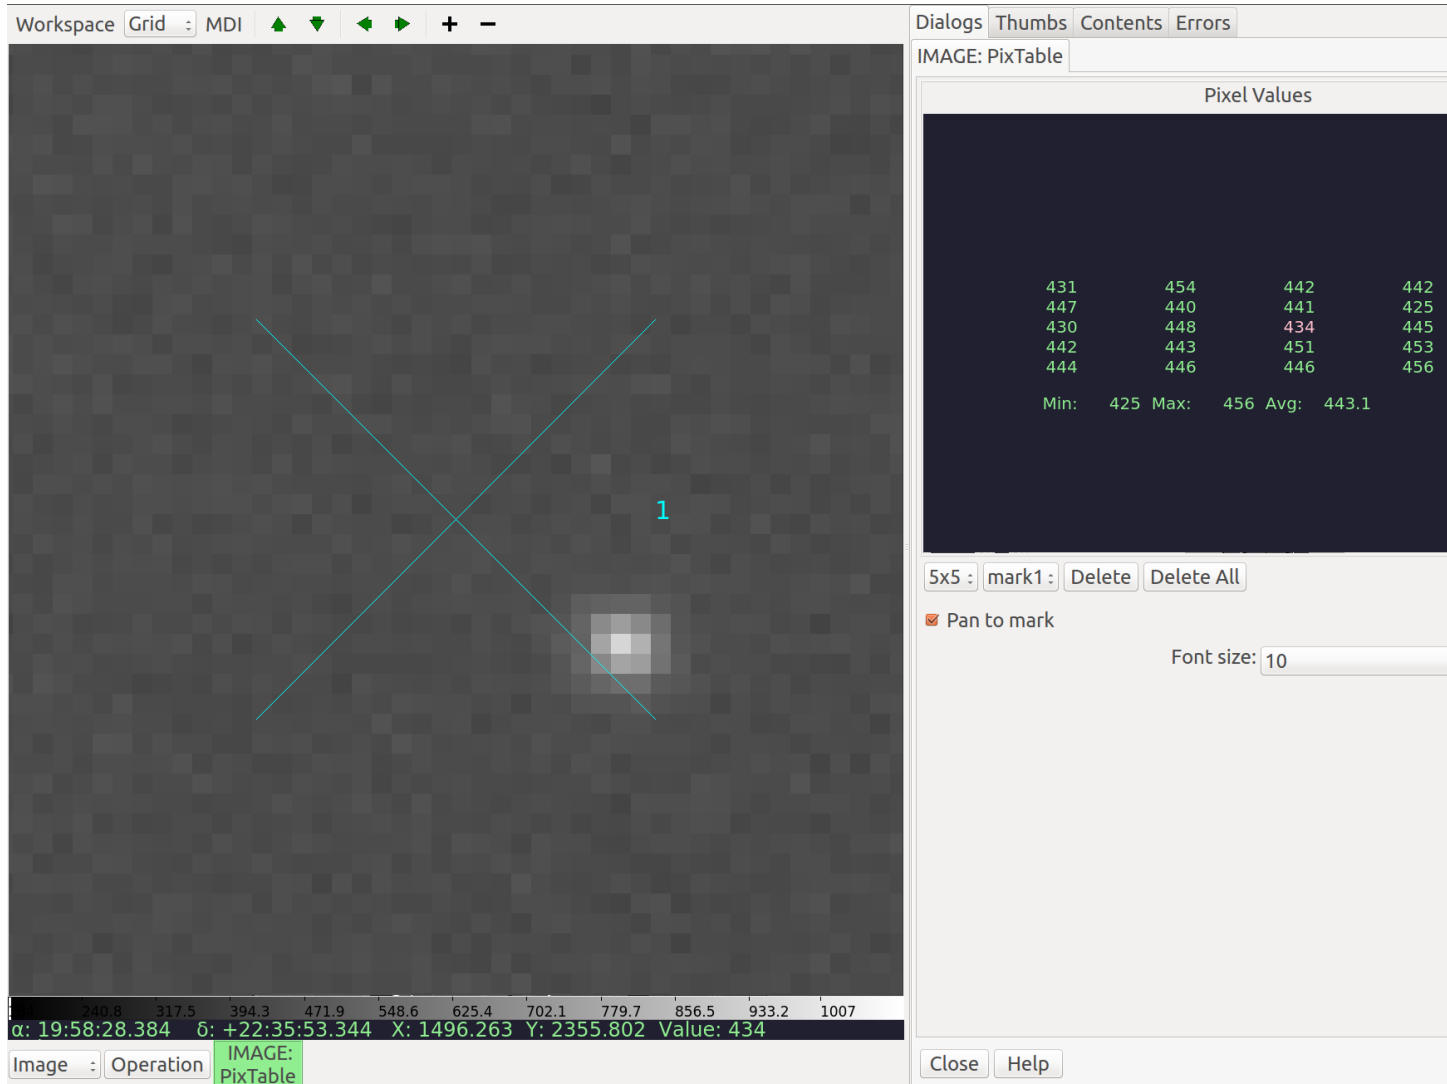 Workspace Grid MDI
Dialogs Thumbs Contents Errors
IMAGE: PixTable
Pixel Values
431 454 442 442
447 440 441 425
430 448 434 445
442 443 451 453
444 446 446 456
Min: 425 Max: 456 Avg: 443.1
1
5x5 mark1 Delete Delete All
Pan to mark
Font size: 10
240.8 317.5 394.3 471.9 548.6 625.4 702.1 779.7 856.5 933.2 1007
α: 19:58:28.384 δ: +22:35:53.344 X: 1496.263 Y: 2355.802 Value: 434
Image Operation IMAGE:
PixTable
Close Help